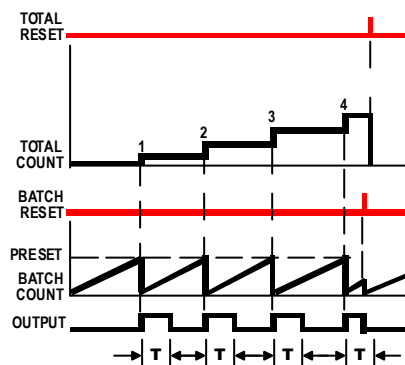 TOTAL
RESET
1
2
3
4
TOTAL
COUNT
BATCH
RESET
PRESET
BATCH
COUNT
OUTPUT
T
T
T
T